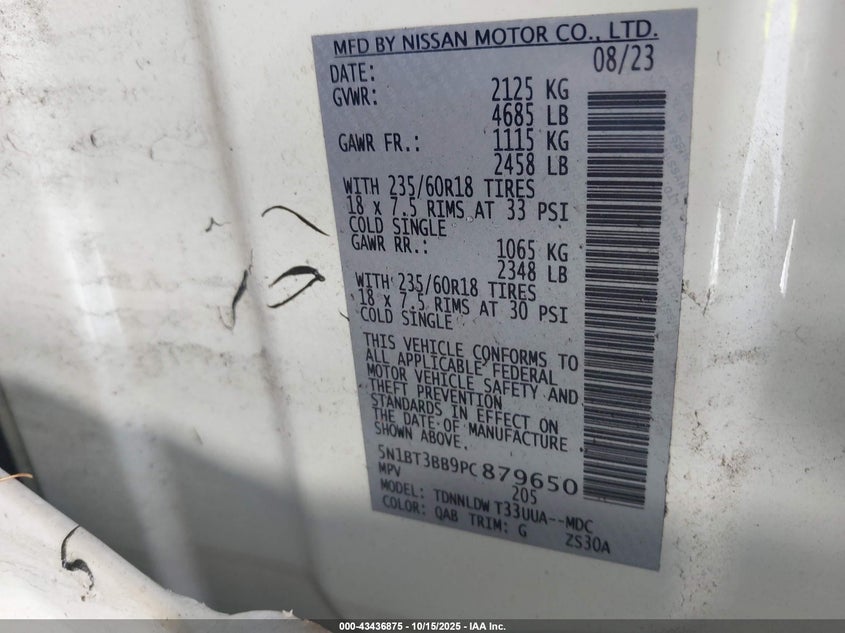 MFD BY NISSAN MOTOR CO., LTD.
DATE: 08/23
GVWR: 2125 KG
4685 LB
GAWR FR.: 1115 KG
2458 LB
WITH 235/60R18 TIRES
18 x 7.5 RIMS AT 33 PSI
COLD SINGLE
GAWR RR.: 1065 KG
2348 LB
WITH 235/60R18 TIRES
18 x 7.5 RIMS AT 30 PSI
COLD SINGLE
THIS VEHICLE CONFORMS TO
ALL APPLICABLE FEDERAL
MOTOR VEHICLE SAFETY AND
THEFT PREVENTION
STANDARDS IN EFFECT ON
THE DATE OF MANUFACTURE
SHOWN ABOVE.
5N1BT3BB9PC879650
MPV 205
MODEL: TDNNLDW T33UUA--MDC
COLOR: QAB TRIM: G ZS30A
000-43436875 - 10/15/2025 - IAA Inc.